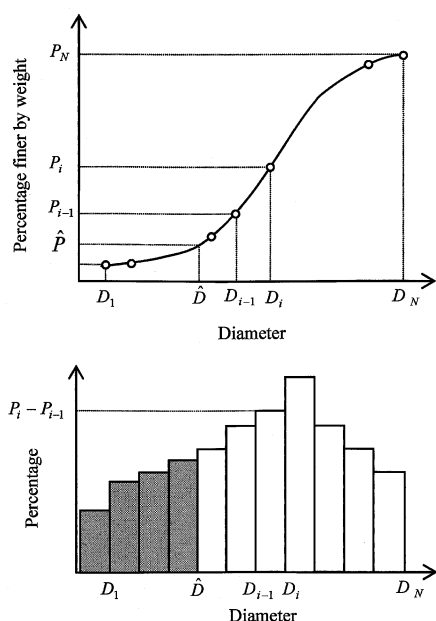 Percentage finer by weight
P_N
P_i
P_{i-1}
P̂
D_1
D̂
D_{i-1}
D_i
D_N
Diameter
Percentage
P_i − P_{i-1}
D_1
D̂
D_{i-1}
D_i
D_N
Diameter